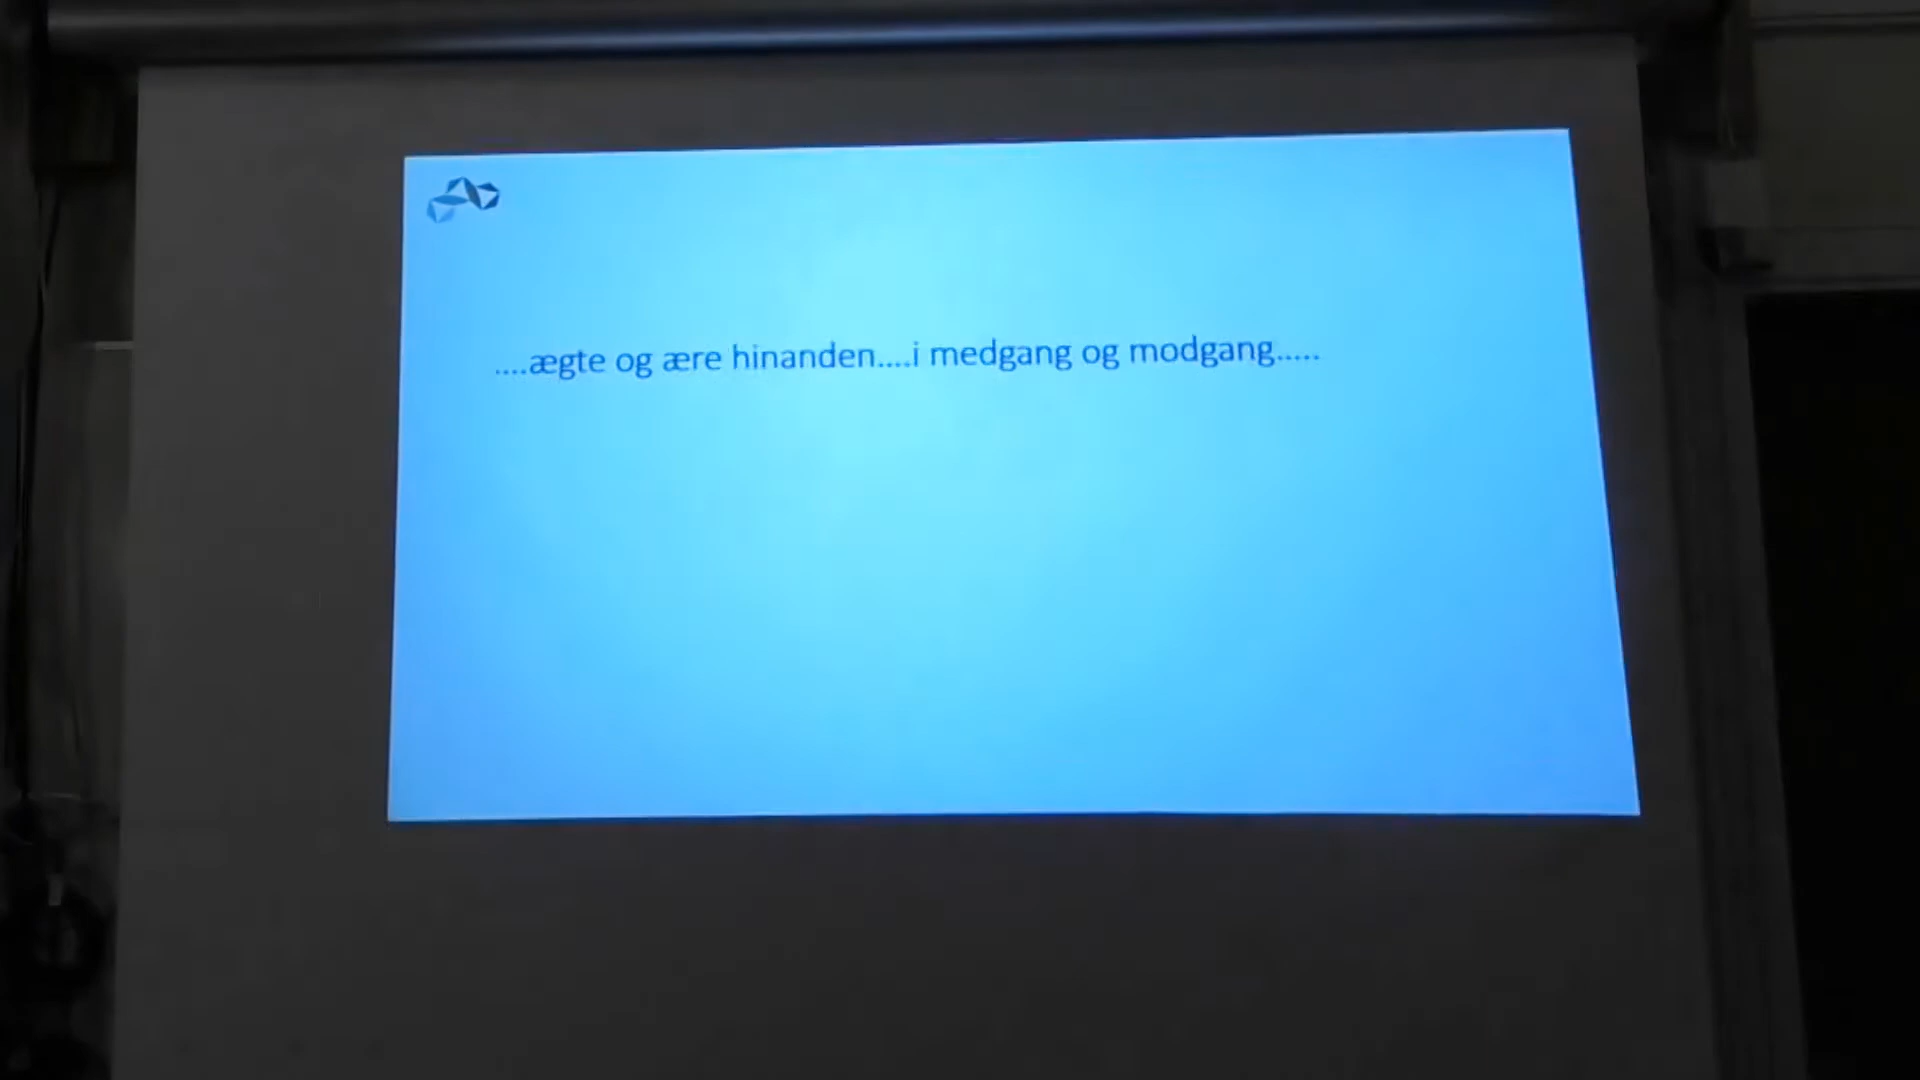 ....ægte og ære hinanden....i medgang og modgang.....